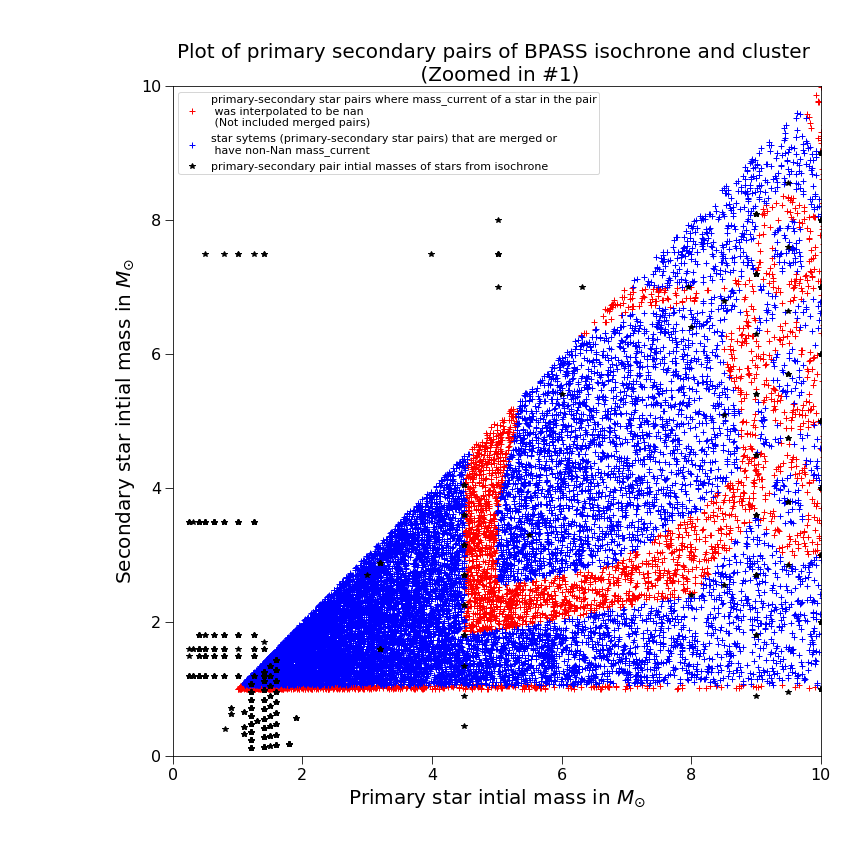 Plot of primary secondary pairs of BPASS isochrone and cluster
(Zoomed in #1)
primary-secondary star pairs where mass_current of a star in the pair
was interpolated to be nan
(Not included merged pairs)
star sytems (primary-secondary star pairs) that are merged or
have non-Nan mass_current
primary-secondary pair intial masses of stars from isochrone
Secondary star intial mass in M⊙
10
8
6
4
2
0
0 2 4 6 8 10
Primary star intial mass in M⊙